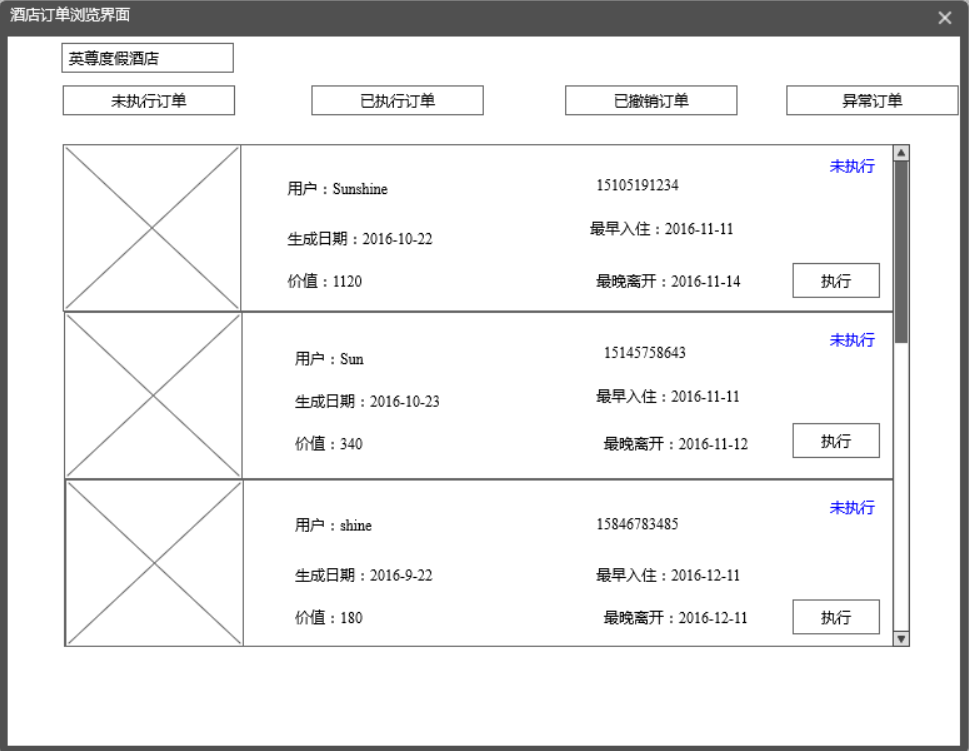 酒店订单浏览界面
英尊度假酒店
未执行订单 已执行订单 已撤销订单 异常订单
未执行
用户：Sunshine 15105191234
生成日期：2016-10-22 最早入住：2016-11-11
价值：1120 最晚离开：2016-11-14 执行
未执行
用户：Sun 15145758643
生成日期：2016-10-23 最早入住：2016-11-11
价值：340 最晚离开：2016-11-12 执行
未执行
用户：shine 15846783485
生成日期：2016-9-22 最早入住：2016-12-11
价值：180 最晚离开：2016-12-11 执行